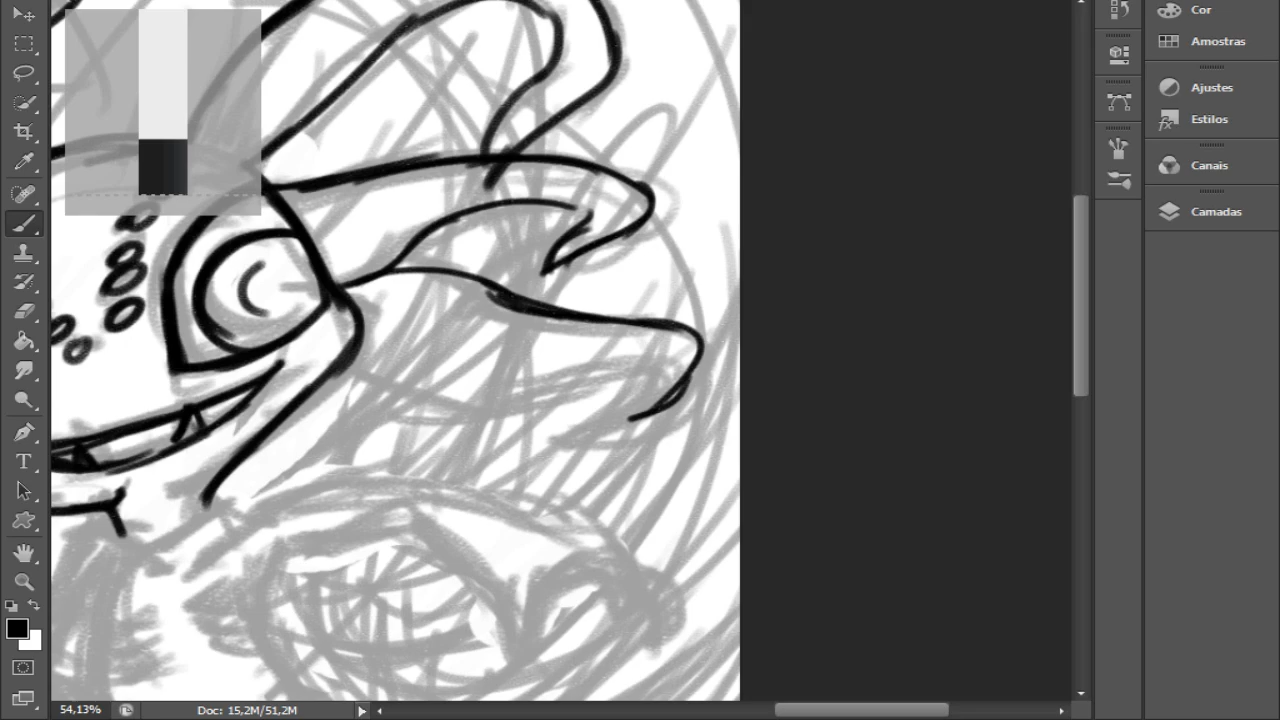 Cor
Amostras
Ajustes
Estilos
Canais
Camadas
54,13%
Doc: 15,2M/51,2M